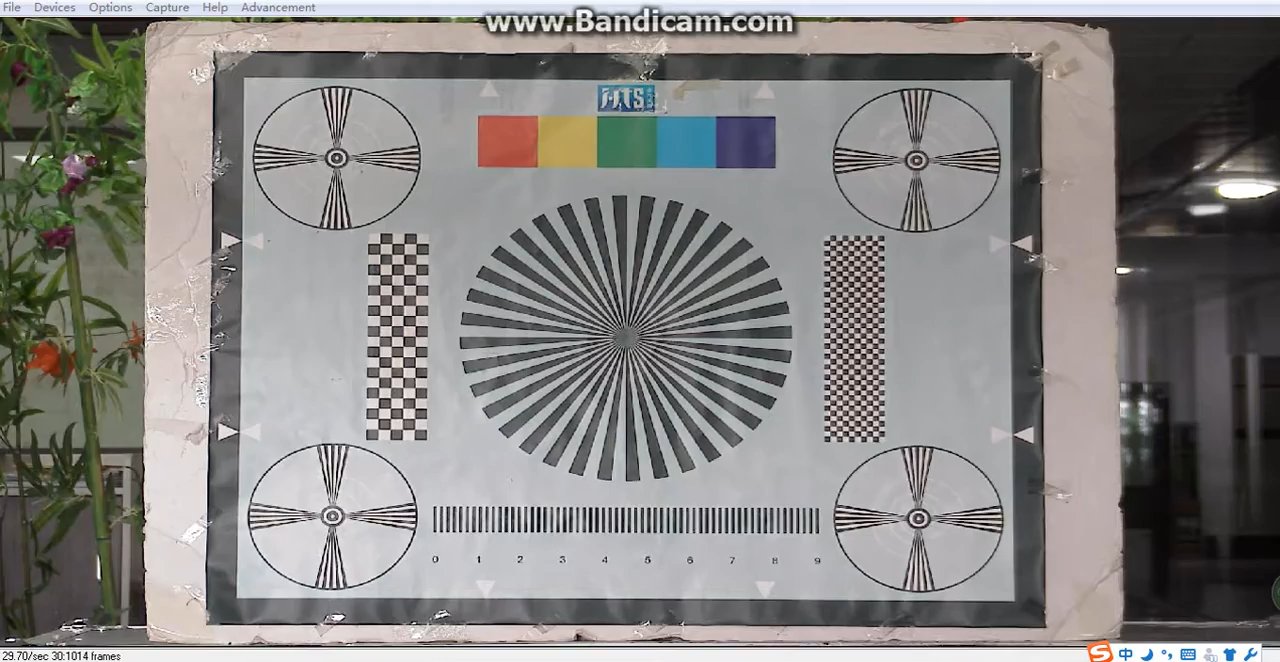 File Devices Options Capture Help Advancement
www.Bandicam.com
0 1 2 3 4 5 6 7 8 9
29.70/sec 30:1014 frames
中